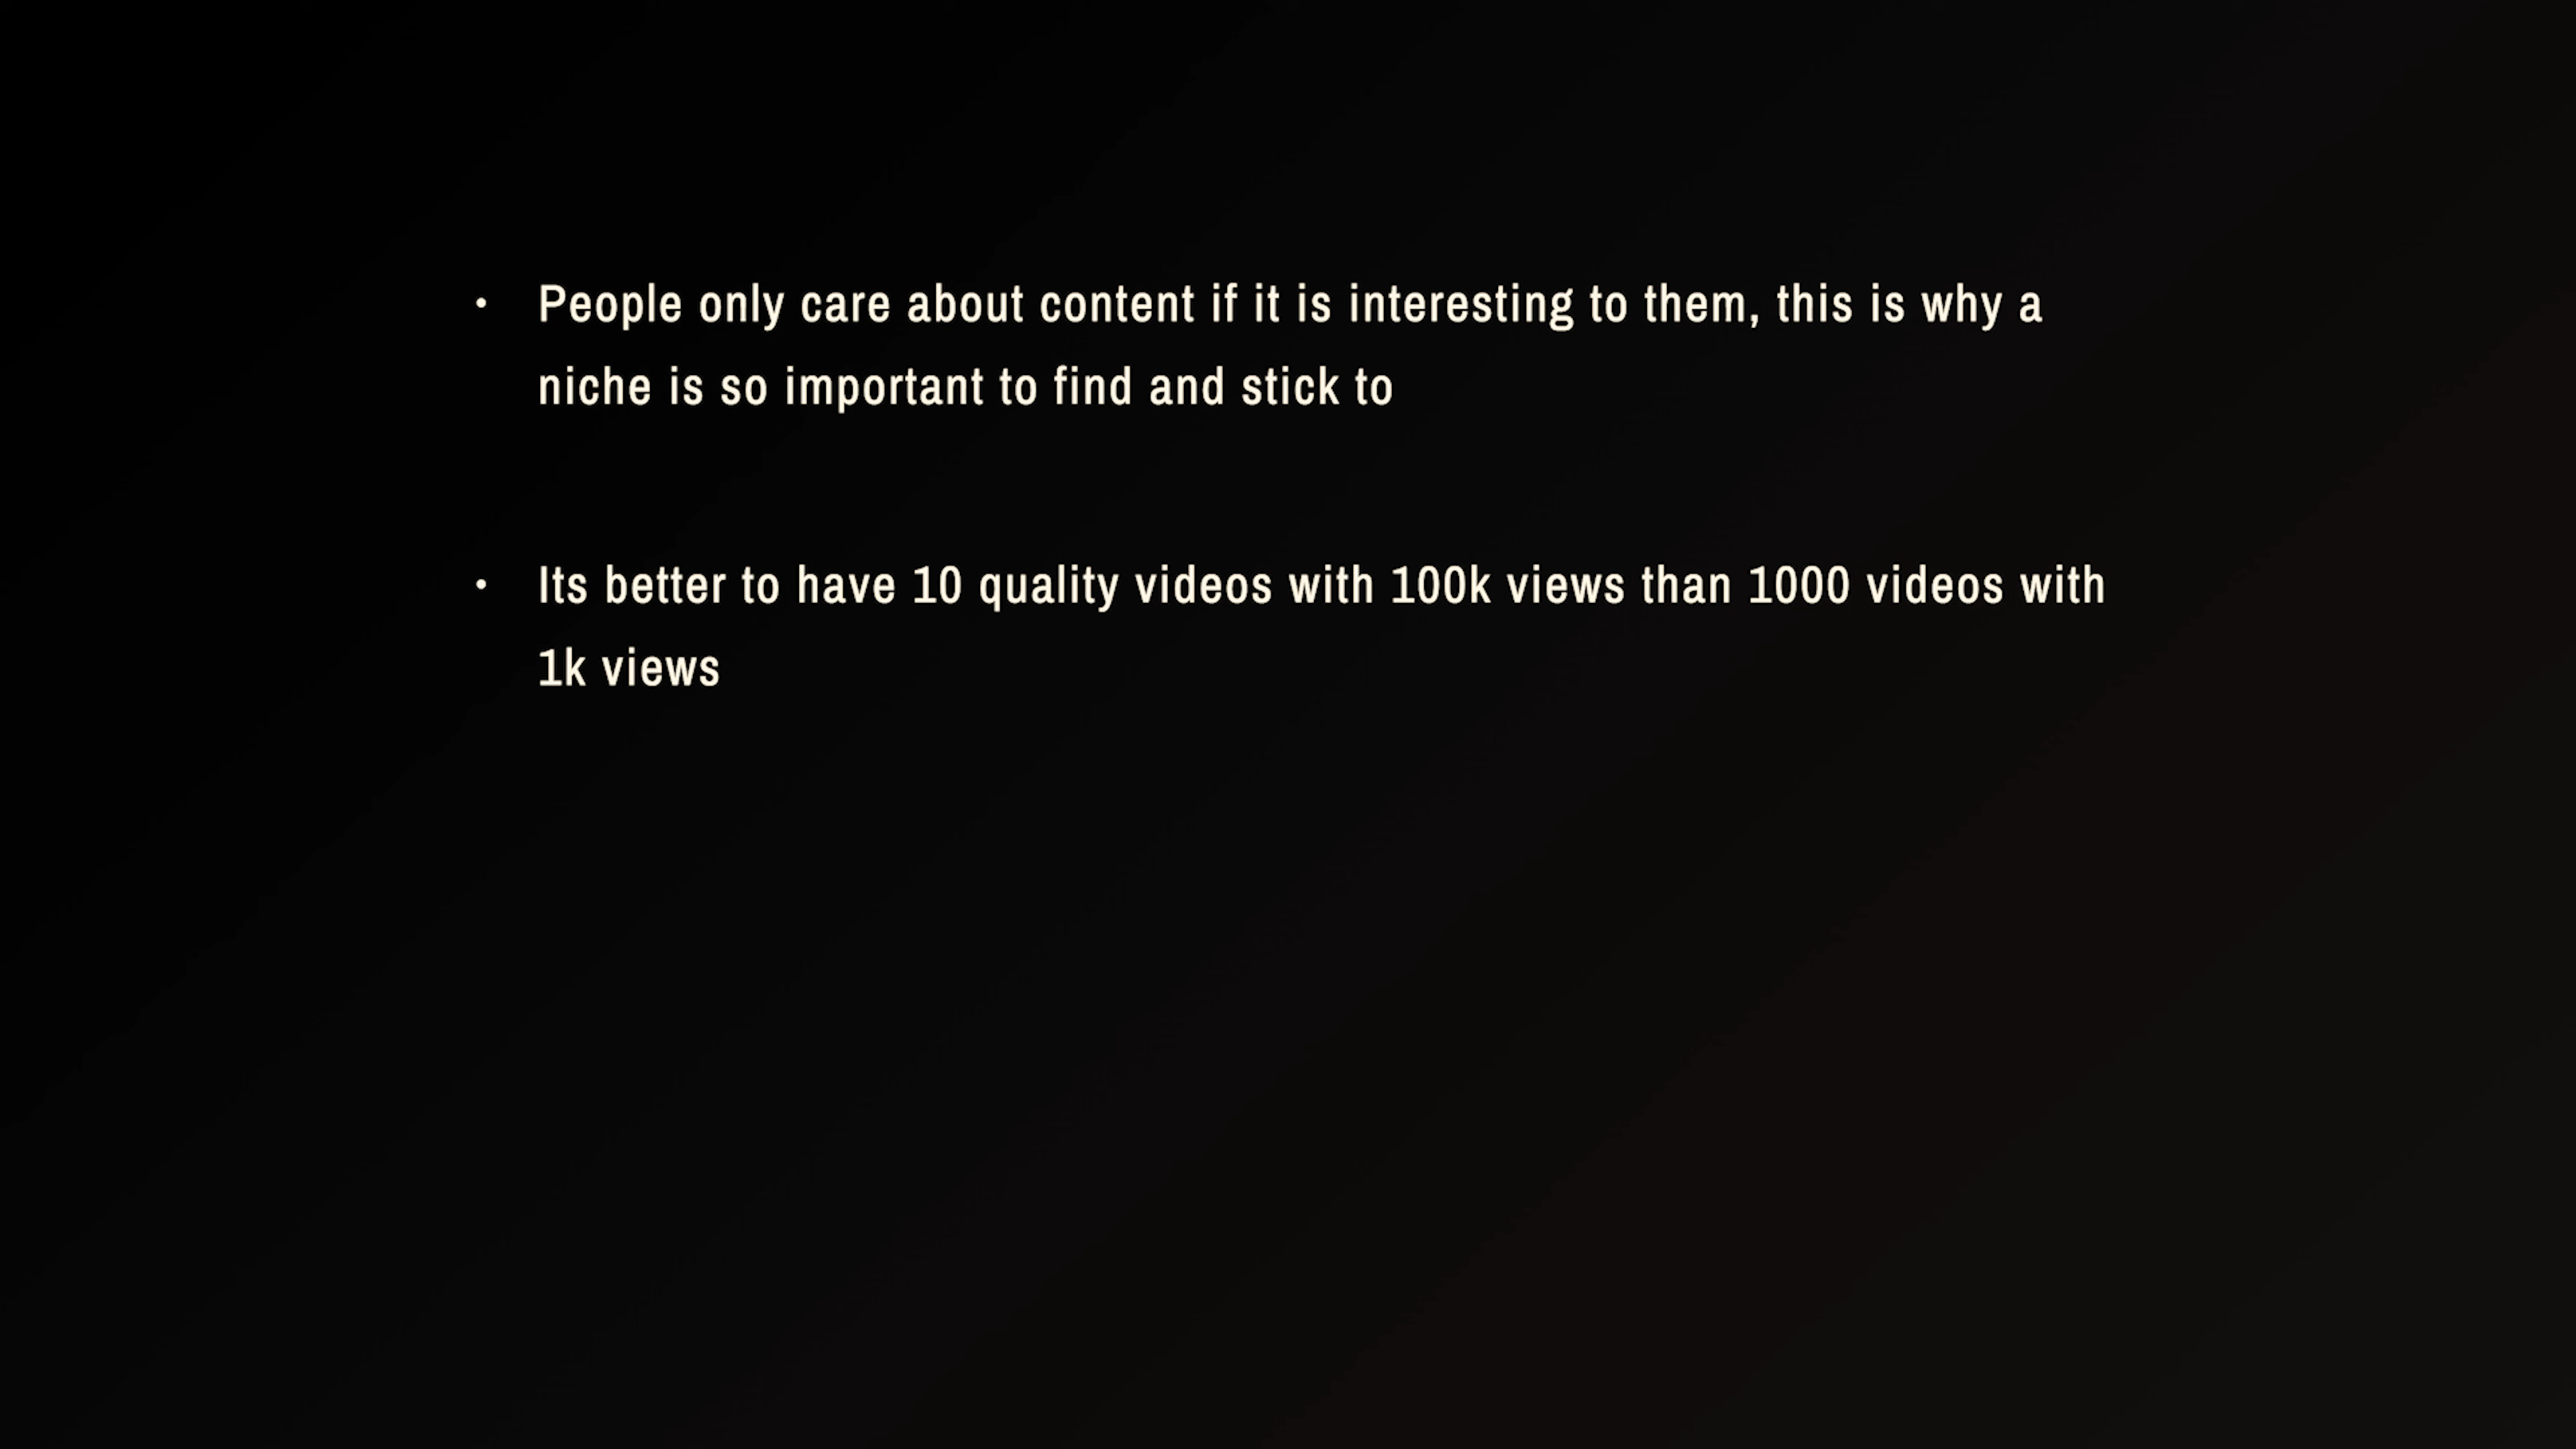 • People only care about content if it is interesting to them, this is why a
niche is so important to find and stick to
• Its better to have 10 quality videos with 100k views than 1000 videos with
1k views